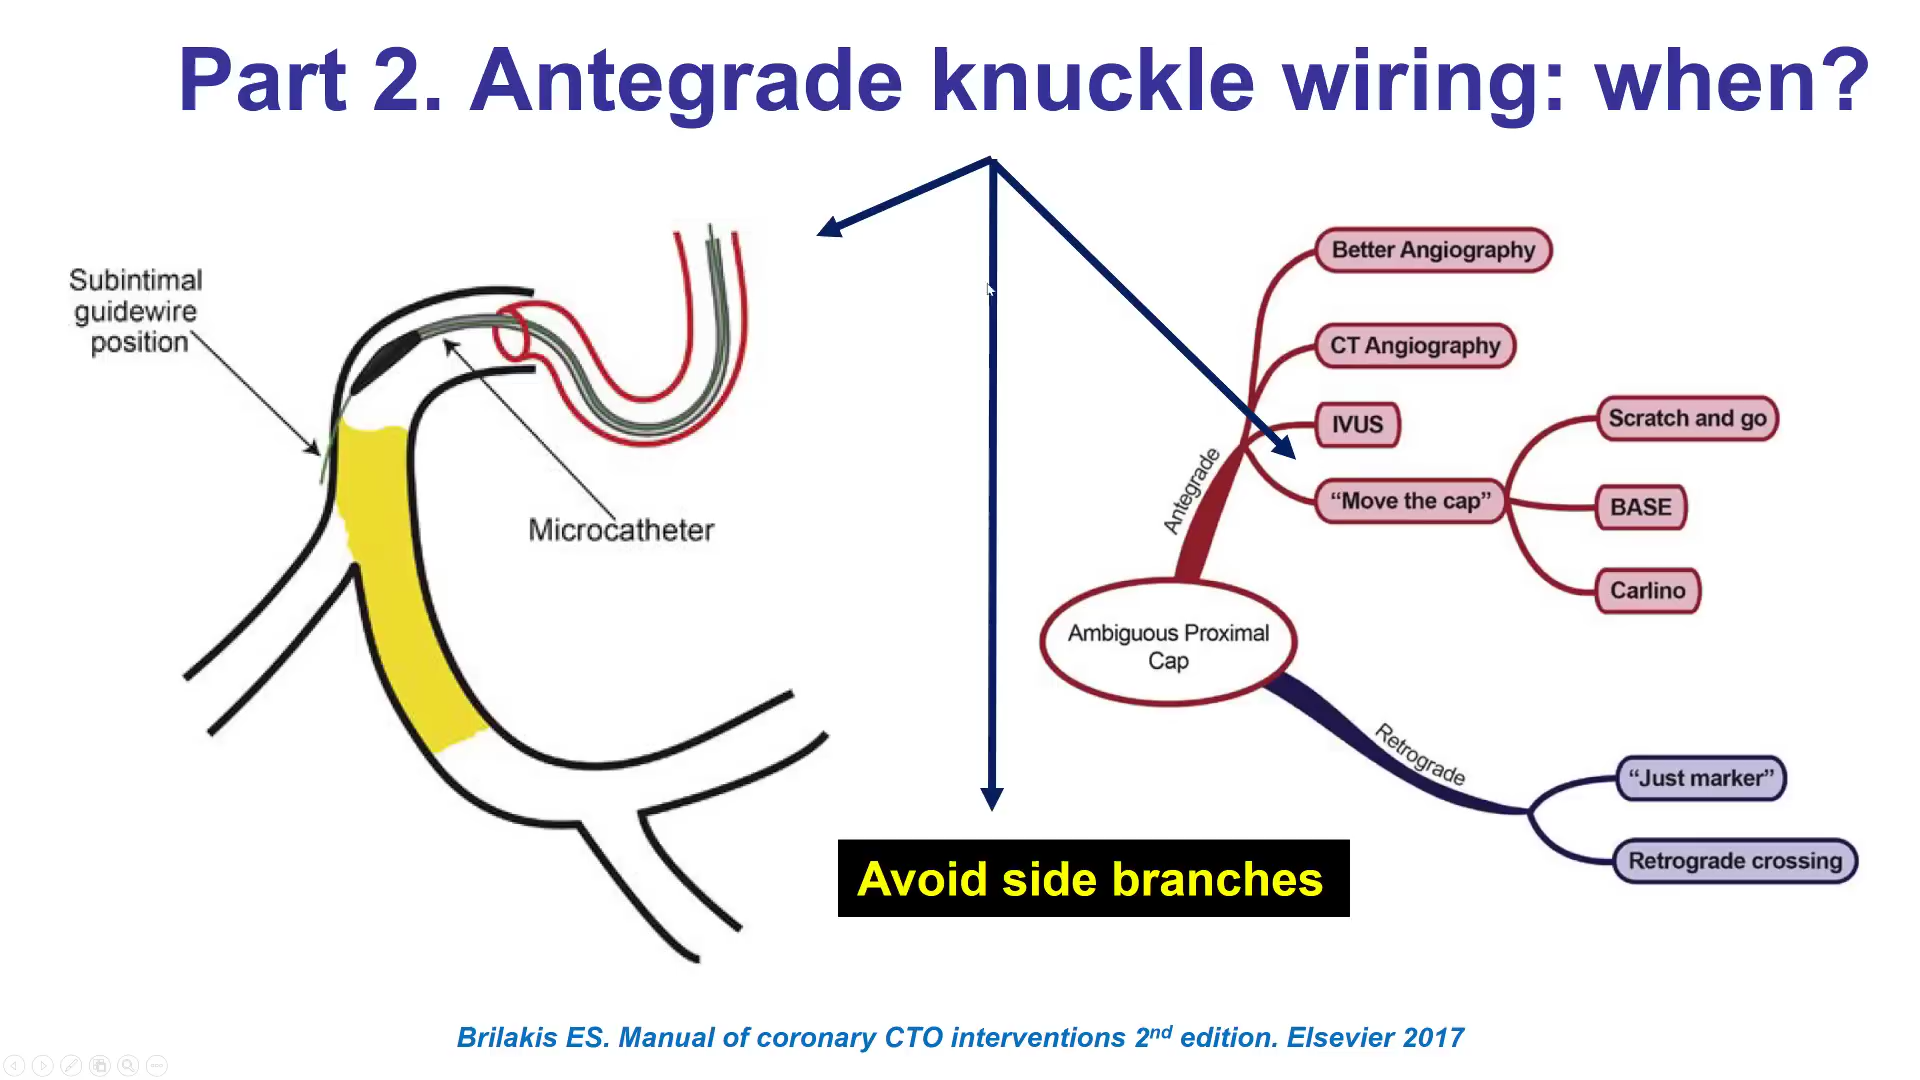 Part 2. Antegrade knuckle wiring: when?
Subintimal
guidewire
position
Microcatheter
Better Angiography
CT Angiography
IVUS
"Move the cap"
Scratch and go
BASE
Carlino
Antegrade
Ambiguous Proximal
Cap
Retrograde
"Just marker"
Retrograde crossing
Avoid side branches
Brilakis ES. Manual of coronary CTO interventions 2nd edition. Elsevier 2017